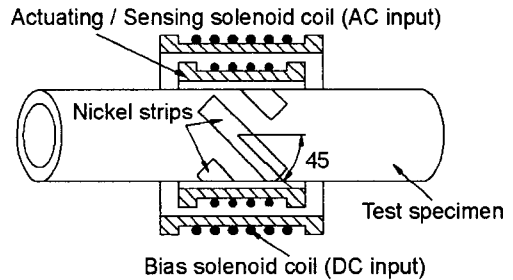 Actuating / Sensing solenoid coil (AC input)
Nickel strips
45
Test specimen
Bias solenoid coil (DC input)